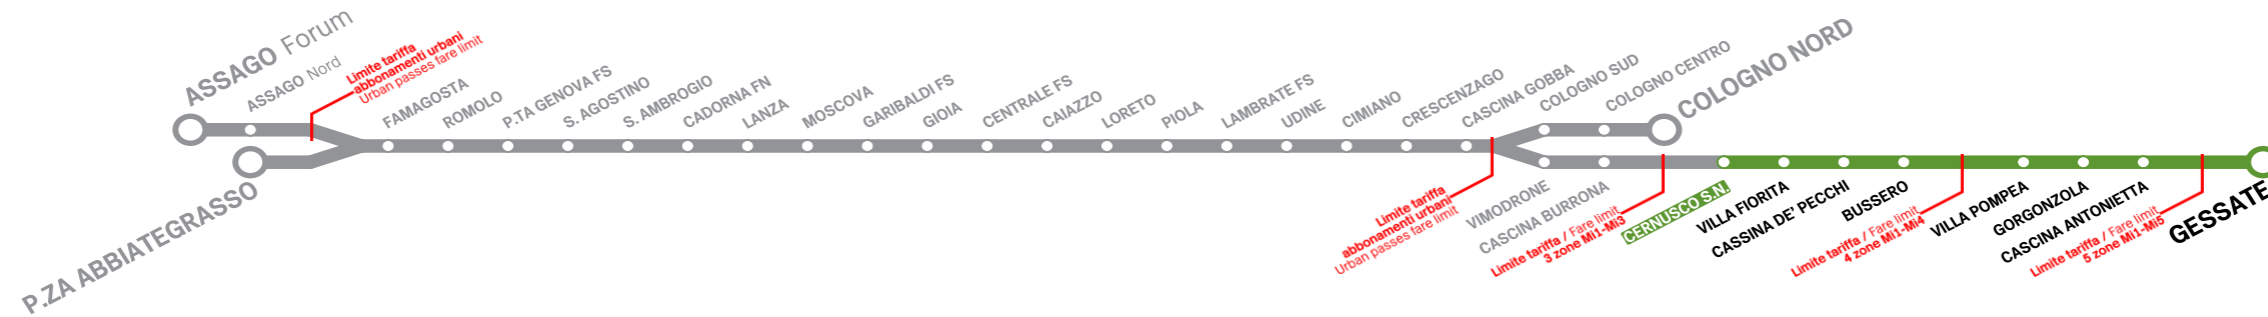 ASSAGO Forum
ASSAGO Nord
Limite tariffa
abbonamenti urbani
Urban passes fare limit
P.ZA ABBIATEGRASSO
FAMAGOSTA
ROMOLO
P.TA GENOVA FS
S. AGOSTINO
S. AMBROGIO
CADORNA FN
LANZA
MOSCOVA
GARIBALDI FS
GIOIA
CENTRALE FS
CAIAZZO
LORETO
PIOLA
LAMBRATE FS
UDINE
CIMIANO
CRESCENZAGO
CASCINA GOBBA
COLOGNO SUD
COLOGNO CENTRO
COLOGNO NORD
Limite tariffa
abbonamenti urbani
Urban passes fare limit
VIMODRONE
CASCINA BURRONA
Limite tariffa / Fare limit
3 zone Mi1-Mi3
CERNUSCO S.N.
VILLA FIORITA
CASSINA DE' PECCHI
BUSSERO
Limite tariffa / Fare limit
4 zone Mi1-Mi4
VILLA POMPEA
GORGONZOLA
CASCINA ANTONIETTA
Limite tariffa / Fare limit
5 zone Mi1-Mi5
GESSATE